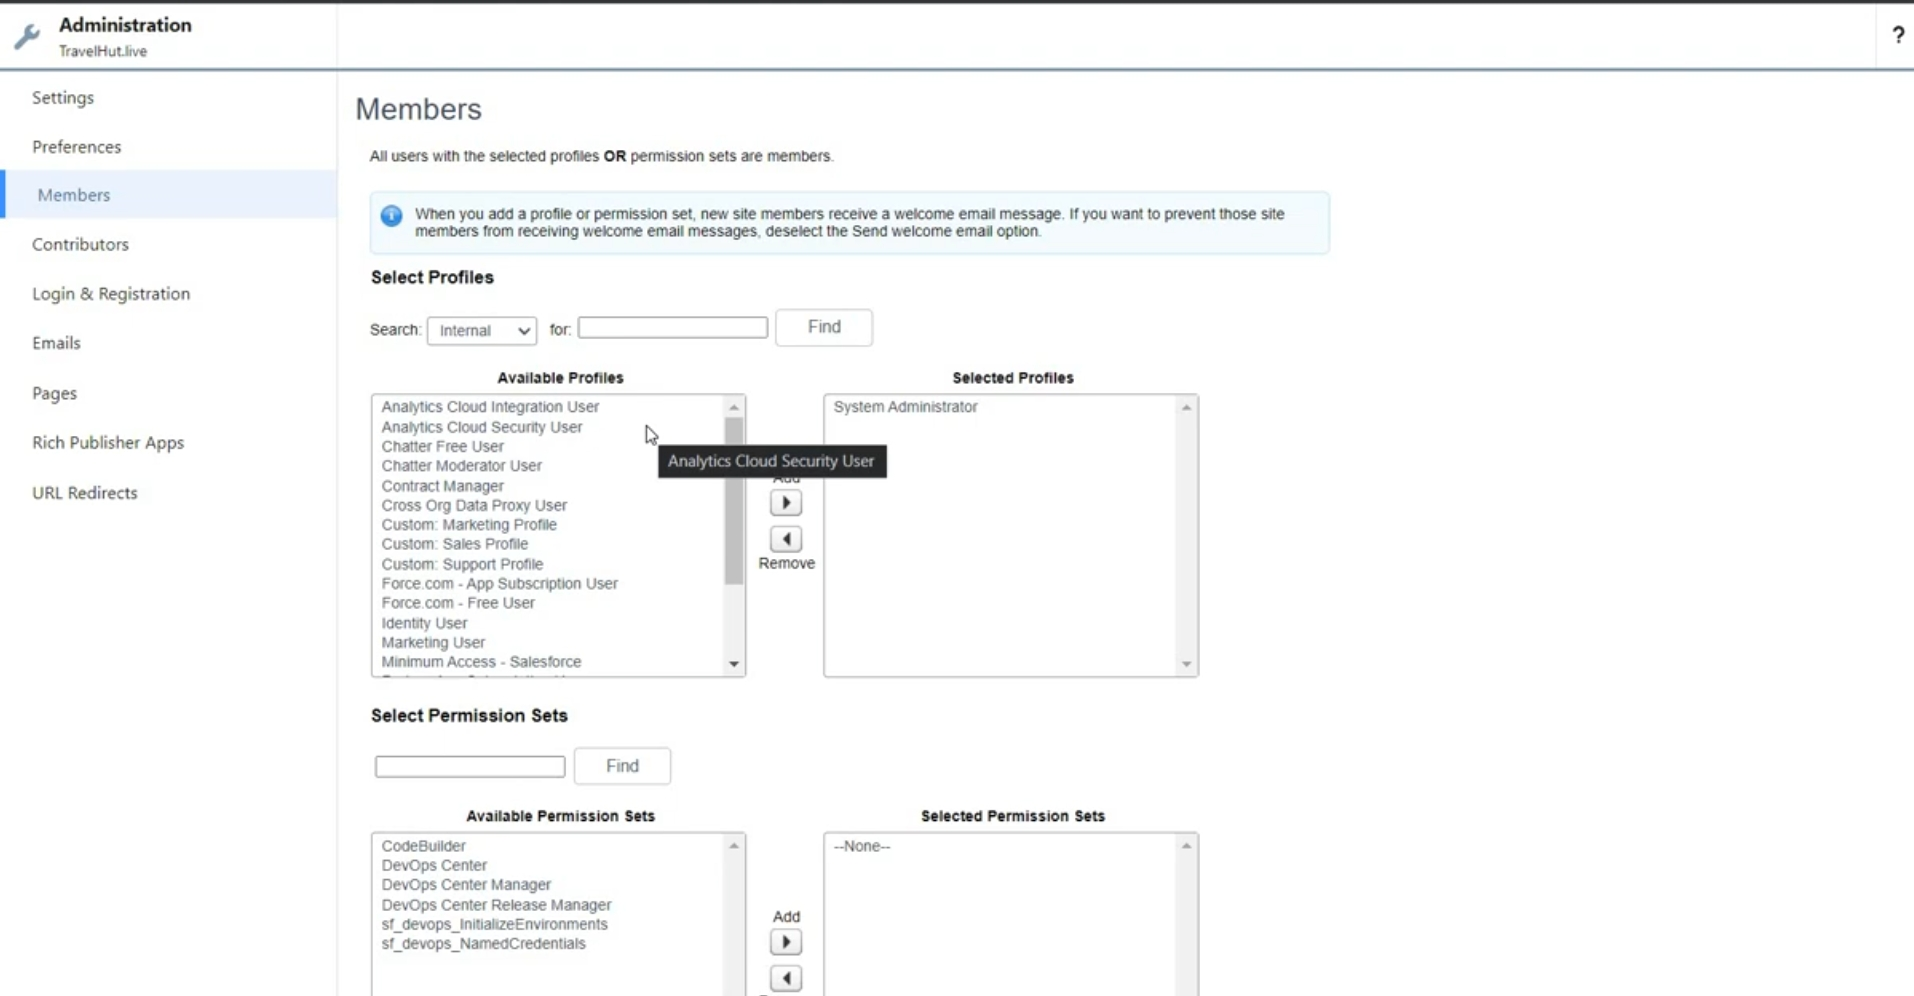 Administration
TravelHut.live
?
Settings
Preferences
Members
Contributors
Login & Registration
Emails
Pages
Rich Publisher Apps
URL Redirects
Members
All users with the selected profiles OR permission sets are members.
When you add a profile or permission set, new site members receive a welcome email message. If you want to prevent those site
members from receiving welcome email messages, deselect the Send welcome email option.
Select Profiles
Search: Internal for: Find
Available Profiles
Analytics Cloud Integration User
Analytics Cloud Security User
Chatter Free User
Chatter Moderator User
Contract Manager
Cross Org Data Proxy User
Custom: Marketing Profile
Custom: Sales Profile
Custom: Support Profile
Force.com - App Subscription User
Force.com - Free User
Identity User
Marketing User
Minimum Access - Salesforce
Analytics Cloud Security User
Add
Remove
Selected Profiles
System Administrator
Select Permission Sets
Find
Available Permission Sets
CodeBuilder
DevOps Center
DevOps Center Manager
DevOps Center Release Manager
sf_devops_InitializeEnvironments
sf_devops_NamedCredentials
Add
Selected Permission Sets
--None--